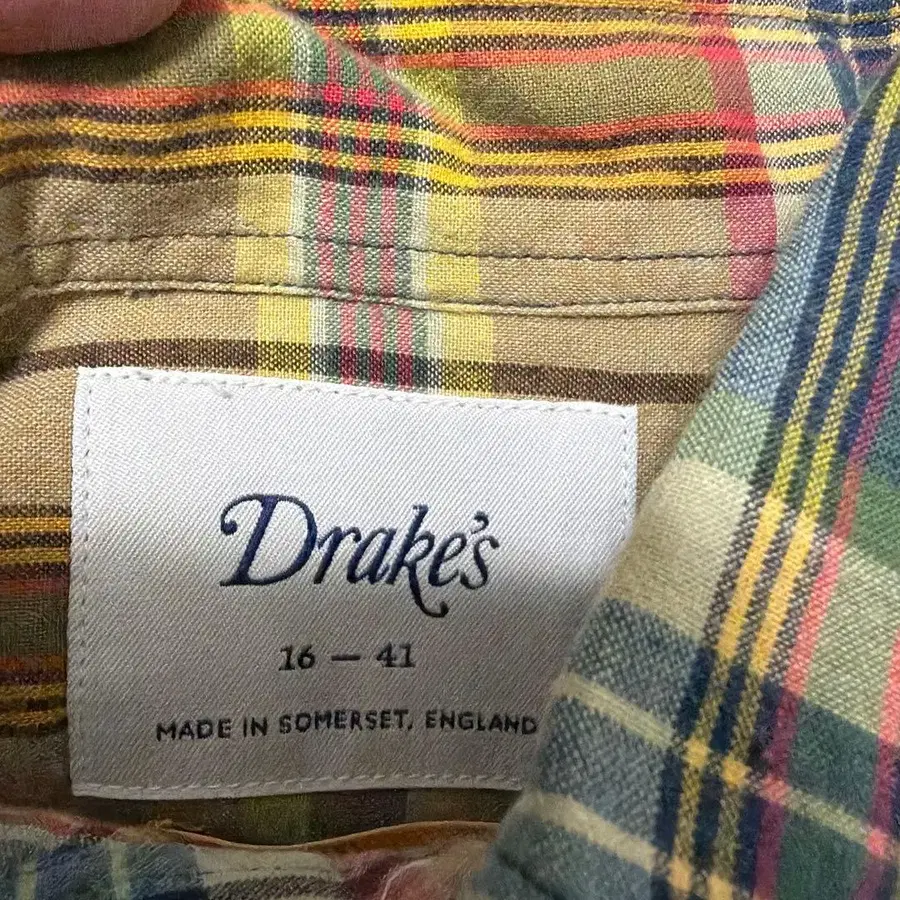 Drake's
16 — 41
MADE IN SOMERSET, ENGLAND